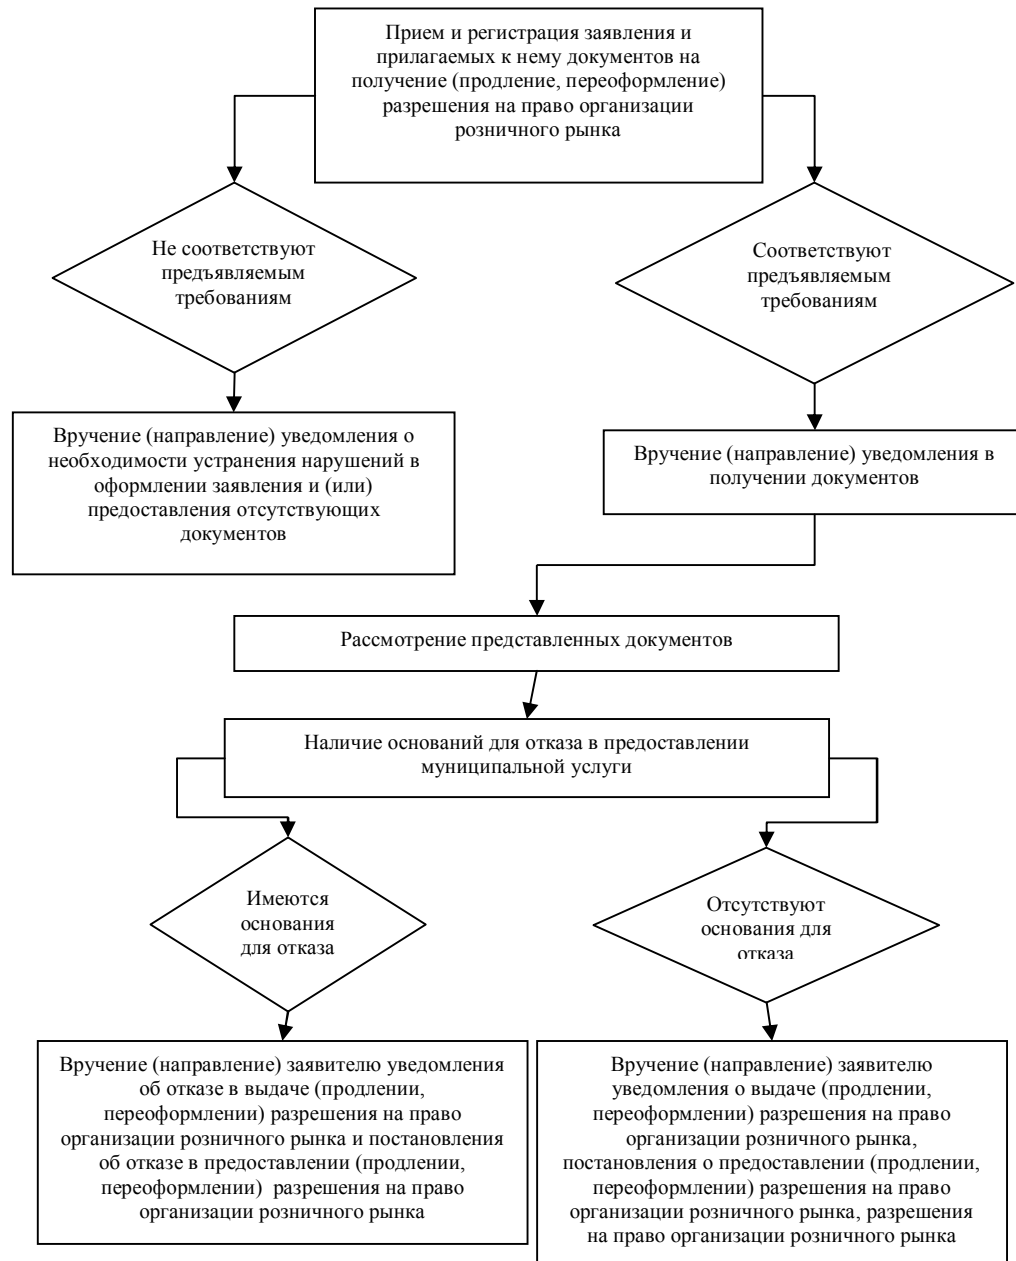 Прием и регистрация заявления и
прилагаемых к нему документов на
получение (продление, переоформление)
разрешения на право организации
розничного рынка
Не соответствуют
предъявляемым
требованиям
Соответствуют
предъявляемым
требованиям
Вручение (направление) уведомления о
необходимости устранения нарушений в
оформлении заявления и (или)
предоставления отсутствующих
документов
Вручение (направление) уведомления в
получении документов
Рассмотрение представленных документов
Наличие оснований для отказа в предоставлении
муниципальной услуги
Имеются
основания
для отказа
Отсутствуют
основания для
отказа
Вручение (направление) заявителю уведомления
об отказе в выдаче (продлении,
переоформлении) разрешения на право
организации розничного рынка и постановления
об отказе в предоставлении (продлении,
переоформлении) разрешения на право
организации розничного рынка
Вручение (направление) заявителю
уведомления о выдаче (продлении,
переоформлении) разрешения на право
организации розничного рынка,
постановления о предоставлении (продлении,
переоформлении) разрешения на право
организации розничного рынка, разрешения
на право организации розничного рынка